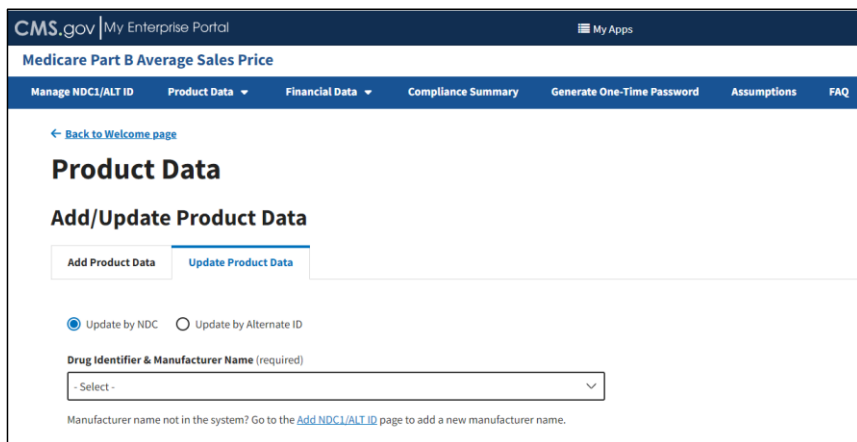 CMS.gov My Enterprise Portal
My Apps
Medicare Part B Average Sales Price
Manage NDC1/ALT ID Product Data Financial Data Compliance Summary Generate One-Time Password Assumptions FAQ
← Back to Welcome page
Product Data
Add/Update Product Data
Add Product Data Update Product Data
Update by NDC Update by Alternate ID
Drug Identifier & Manufacturer Name (required)
- Select -
Manufacturer name not in the system? Go to the Add NDC1/ALT ID page to add a new manufacturer name.